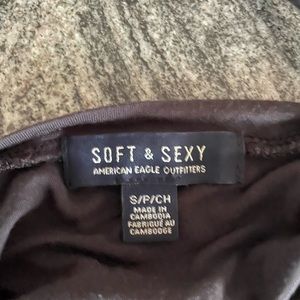 SOFT & SEXY
AMERICAN EAGLE OUTFITTERS
S/P/CH
MADE IN
CAMBODIA
FABRIQUÉ AU
CAMBODGE